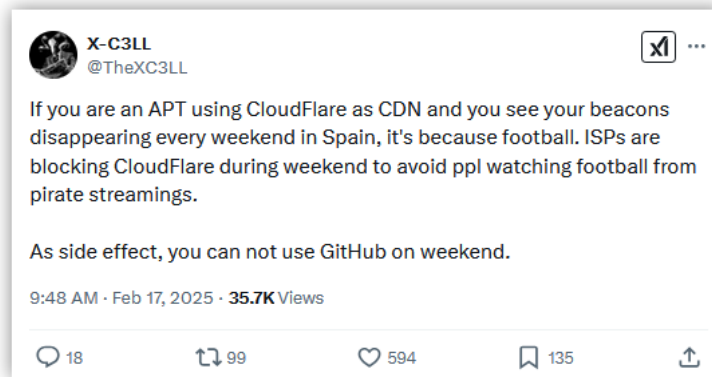 X-C3LL
@TheXC3LL
If you are an APT using CloudFlare as CDN and you see your beacons
disappearing every weekend in Spain, it's because football. ISPs are
blocking CloudFlare during weekend to avoid ppl watching football from
pirate streamings.
As side effect, you can not use GitHub on weekend.
9:48 AM · Feb 17, 2025 · 35.7K Views
18 99 594 135